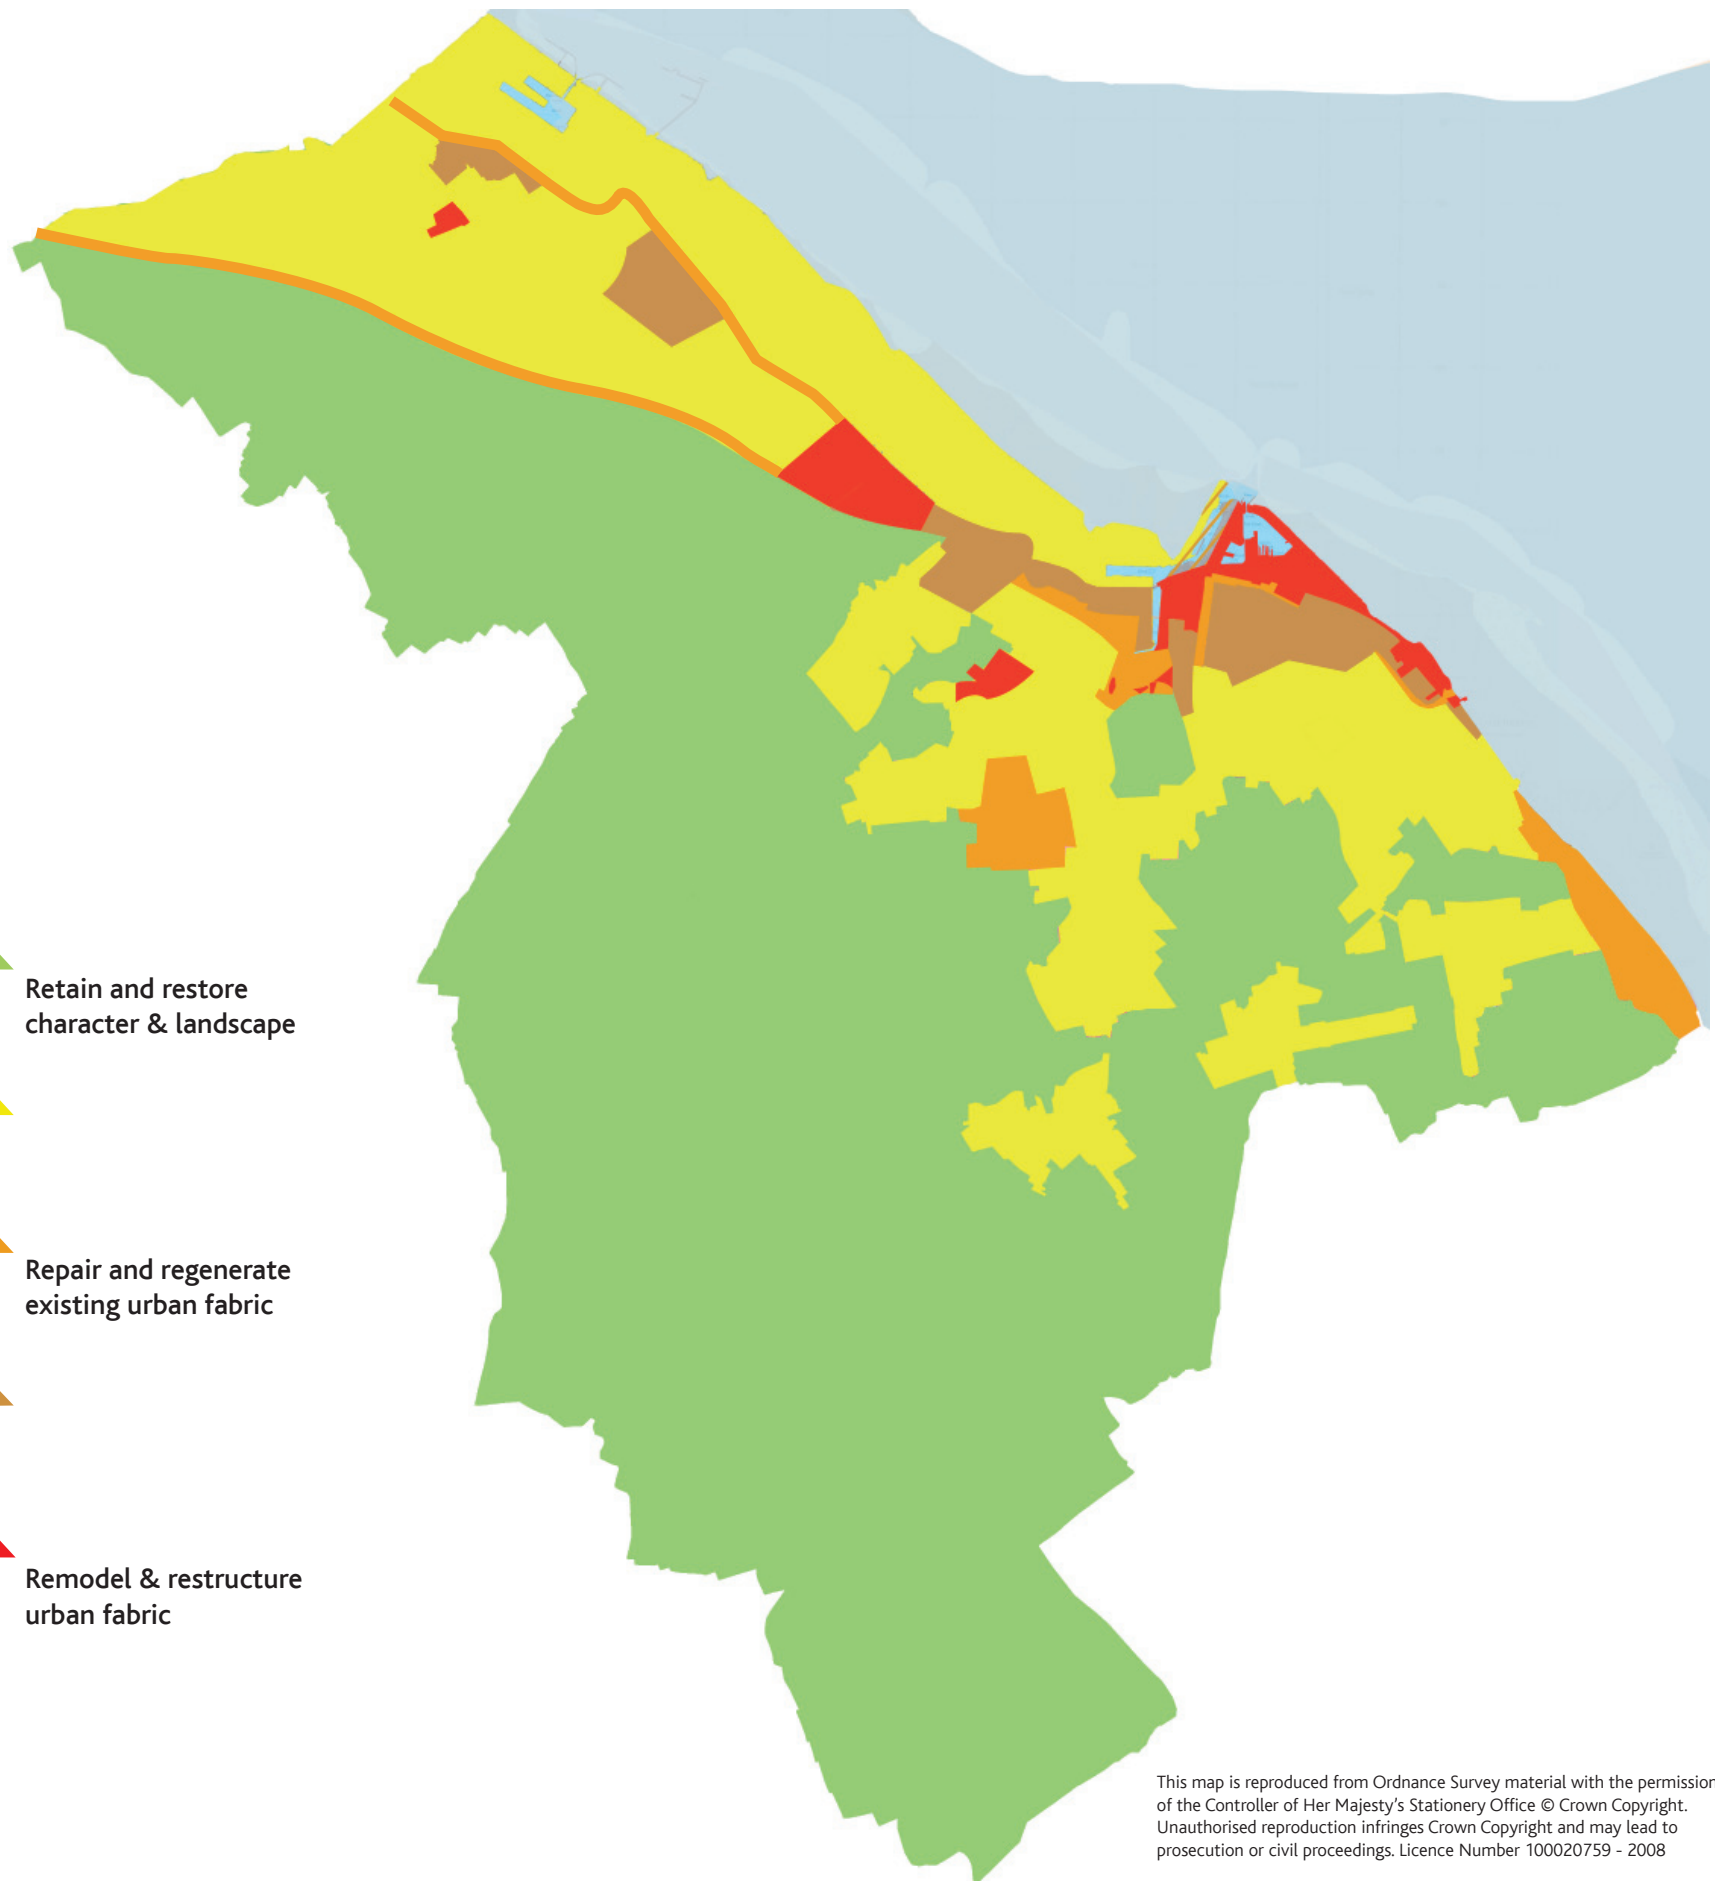 Retain and restore
character & landscape
Repair and regenerate
existing urban fabric
Remodel & restructure
urban fabric
This map is reproduced from Ordnance Survey material with the permission
of the Controller of Her Majesty’s Stationery Office © Crown Copyright.
Unauthorised reproduction infringes Crown Copyright and may lead to
prosecution or civil proceedings. Licence Number 100020759 - 2008